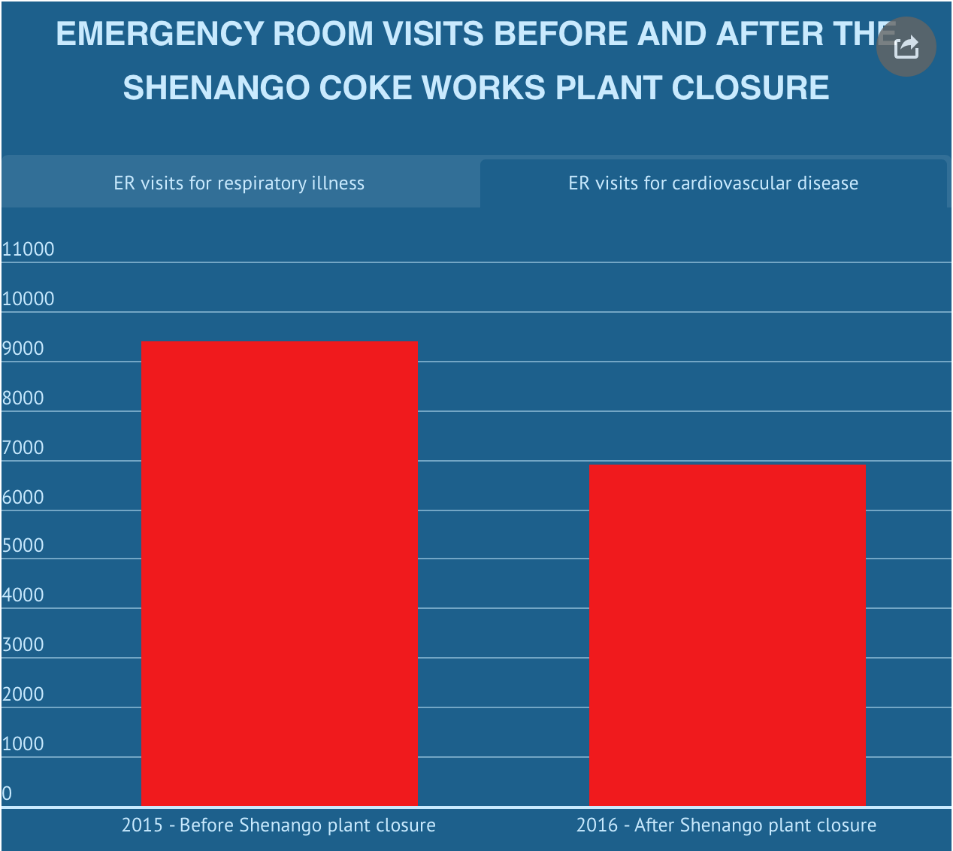 EMERGENCY ROOM VISITS BEFORE AND AFTER THE
SHENANGO COKE WORKS PLANT CLOSURE
ER visits for respiratory illness
ER visits for cardiovascular disease
11000
10000
9000
8000
7000
6000
5000
4000
3000
2000
1000
0
2015 - Before Shenango plant closure
2016 - After Shenango plant closure